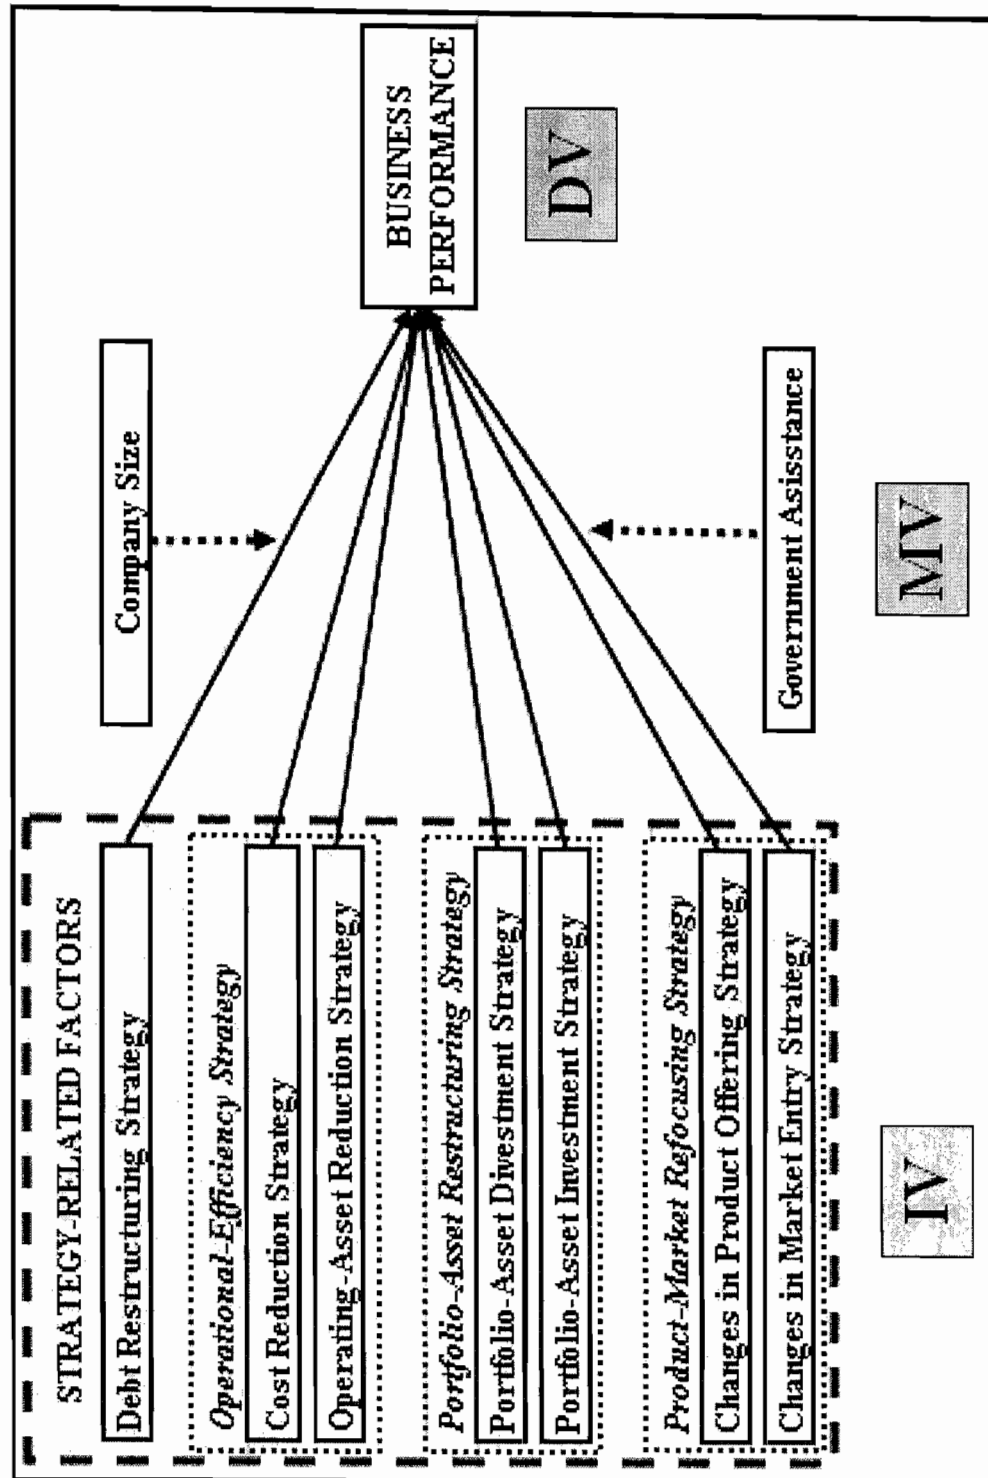 STRATEGY-RELATED FACTORS
Debt Restructuring Strategy
Operational-Efficiency Strategy
Cost Reduction Strategy
Operating-Asset Reduction Strategy
Portfolio-Asset Restructuring Strategy
Portfolio-Asset Divestment Strategy
Portfolio-Asset Investment Strategy
Product-Market Refocusing Strategy
Changes in Product Offering Strategy
Changes in Market Entry Strategy
IV
Company Size
Government Asisstance
MV
BUSINESS
PERFORMANCE
DV